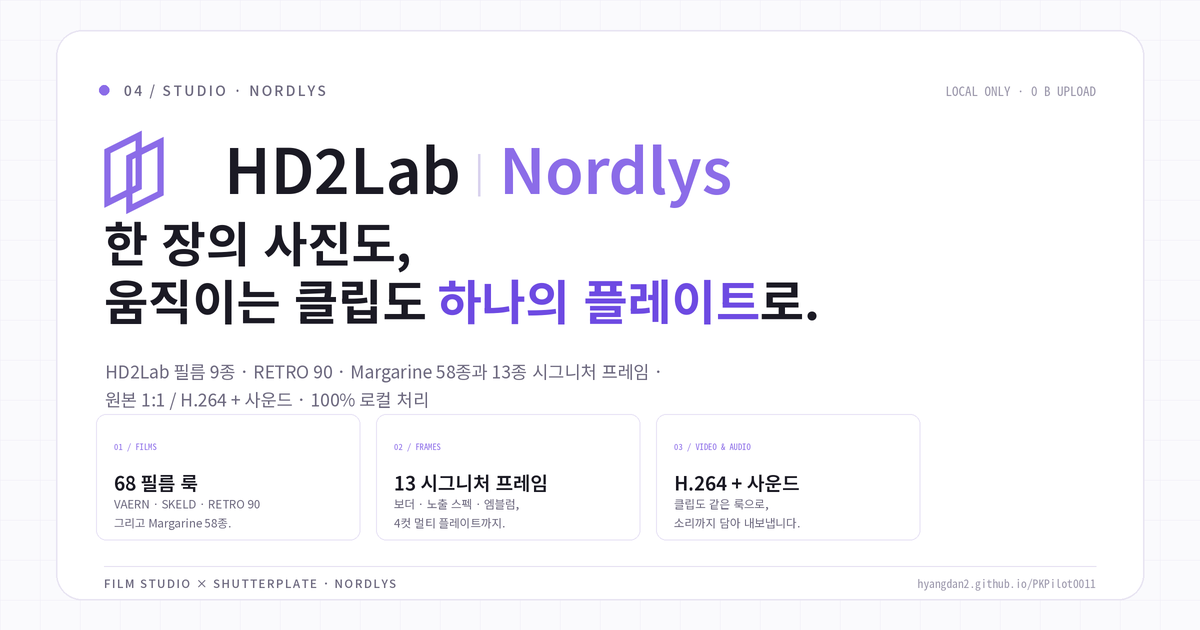 04 / STUDIO · NORDLYS
LOCAL ONLY · 0 B UPLOAD
HD2Lab | Nordlys
한 장의 사진도,
움직이는 클립도 하나의 플레이트로.
HD2Lab 필름 9종 · RETRO 90 · Margarine 58종과 13종 시그니처 프레임 ·
원본 1:1 / H.264 + 사운드 · 100% 로컬 처리
01 / FILMS
68 필름 룩
VAERN · SKELD · RETRO 90
그리고 Margarine 58종.
02 / FRAMES
13 시그니처 프레임
보더 · 노출 스펙 · 엠블럼,
4컷 멀티 플레이트까지.
03 / VIDEO & AUDIO
H.264 + 사운드
클립도 같은 룩으로,
소리까지 담아 내보냅니다.
FILM STUDIO × SHUTTERPLATE · NORDLYS
hyangdan2.github.io/PKPilot0011